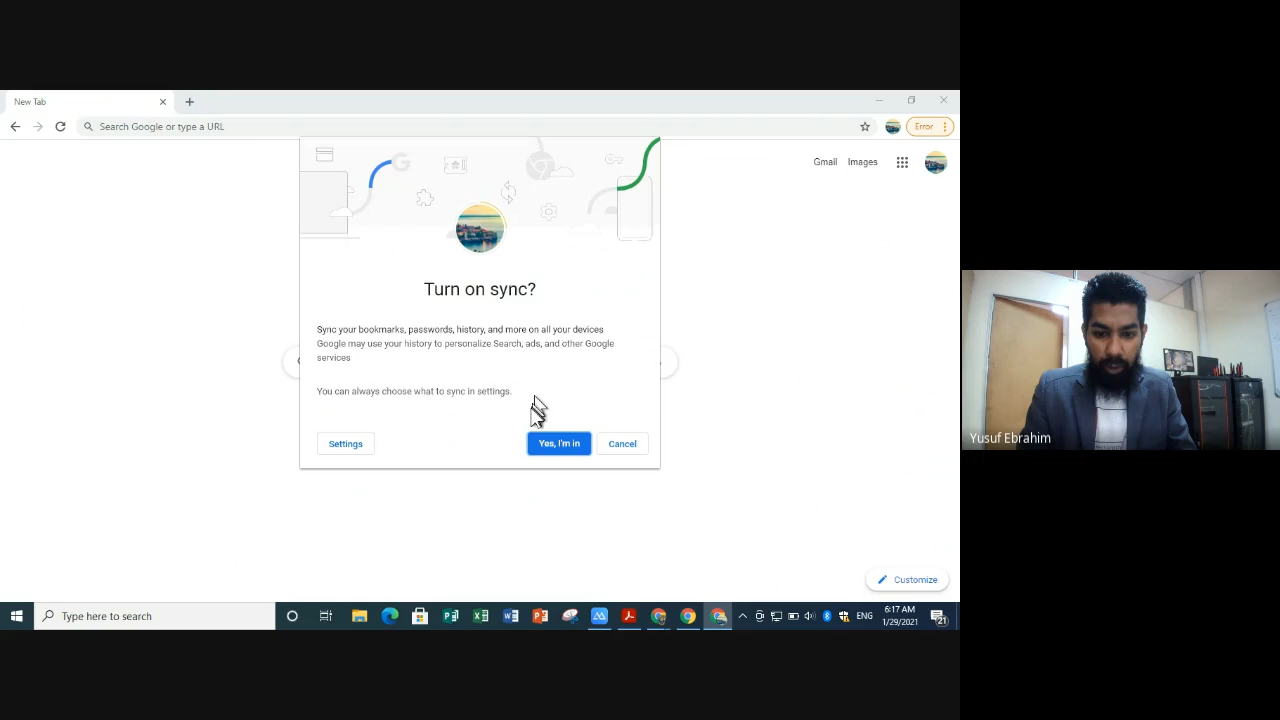 New Tab
Search Google or type a URL
Error
Gmail Images
Turn on sync?
Sync your bookmarks, passwords, history, and more on all your devices
Google may use your history to personalize Search, ads, and other Google
services
You can always choose what to sync in settings.
Settings
Yes, I'm in
Cancel
Yusuf Ebrahim
Customize
Type here to search
ENG
6:17 AM
1/29/2021
21